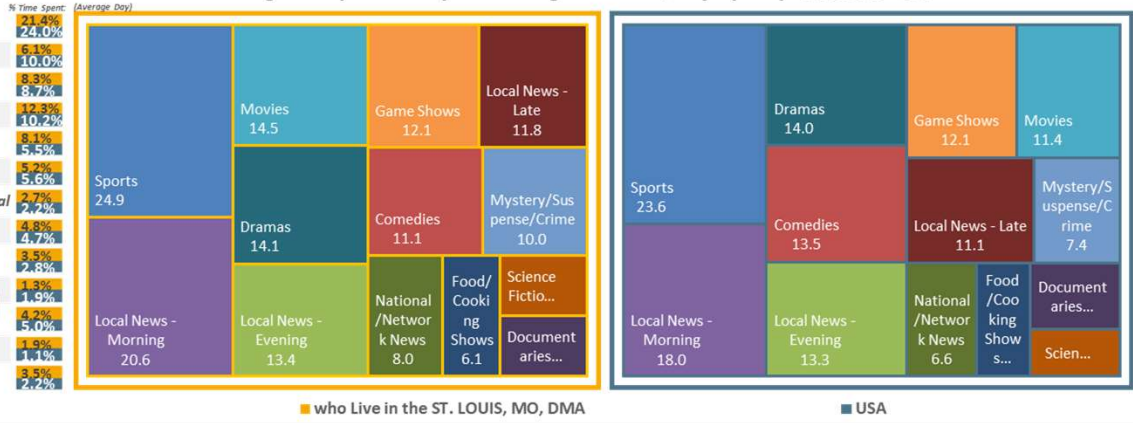 % Time Spent: (Average Day)
21.4%
24.0%
6.1%
10.0%
8.3%
8.7%
12.3%
10.2%
8.1%
5.5%
5.2%
5.6%
al
2.7%
2.2%
4.8%
4.7%
3.5%
2.8%
1.3%
1.9%
4.2%
5.0%
1.9%
1.1%
3.5%
2.2%
Sports
24.9
Local News -
Morning
20.6
Movies
14.5
Dramas
14.1
Local News -
Evening
13.4
Game Shows
12.1
Local News -
Late
11.8
Comedies
11.1
Mystery/Sus
pense/Crime
10.0
National
/Networ
k News
8.0
Food/
Cooki
ng
Shows
6.1
Science
Fictio...
Document
aries...
Sports
23.6
Local News -
Morning
18.0
Dramas
14.0
Comedies
13.5
Local News -
Evening
13.3
Game Shows
12.1
Movies
11.4
Local News - Late
11.1
Mystery/S
uspense/C
rime
7.4
National
/Networ
k News
6.6
Food
/Coo
king
Show
s...
Document
aries...
Scien...
who Live in the ST. LOUIS, MO, DMA
USA